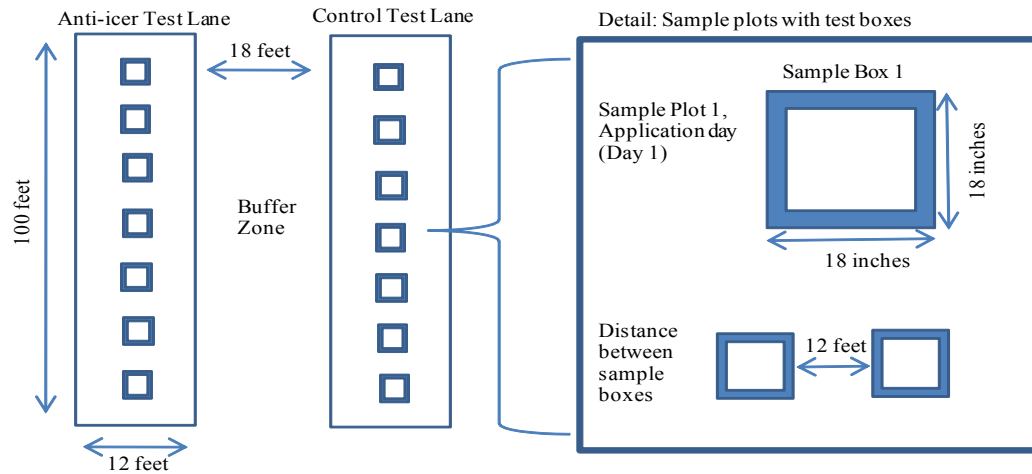 Anti-icer Test Lane
Control Test Lane
18 feet
100 feet
Buffer
Zone
12 feet
Detail: Sample plots with test boxes
Sample Box 1
Sample Plot 1,
Application day
(Day 1)
18 inches
18 inches
Distance
between
sample
boxes
12 feet